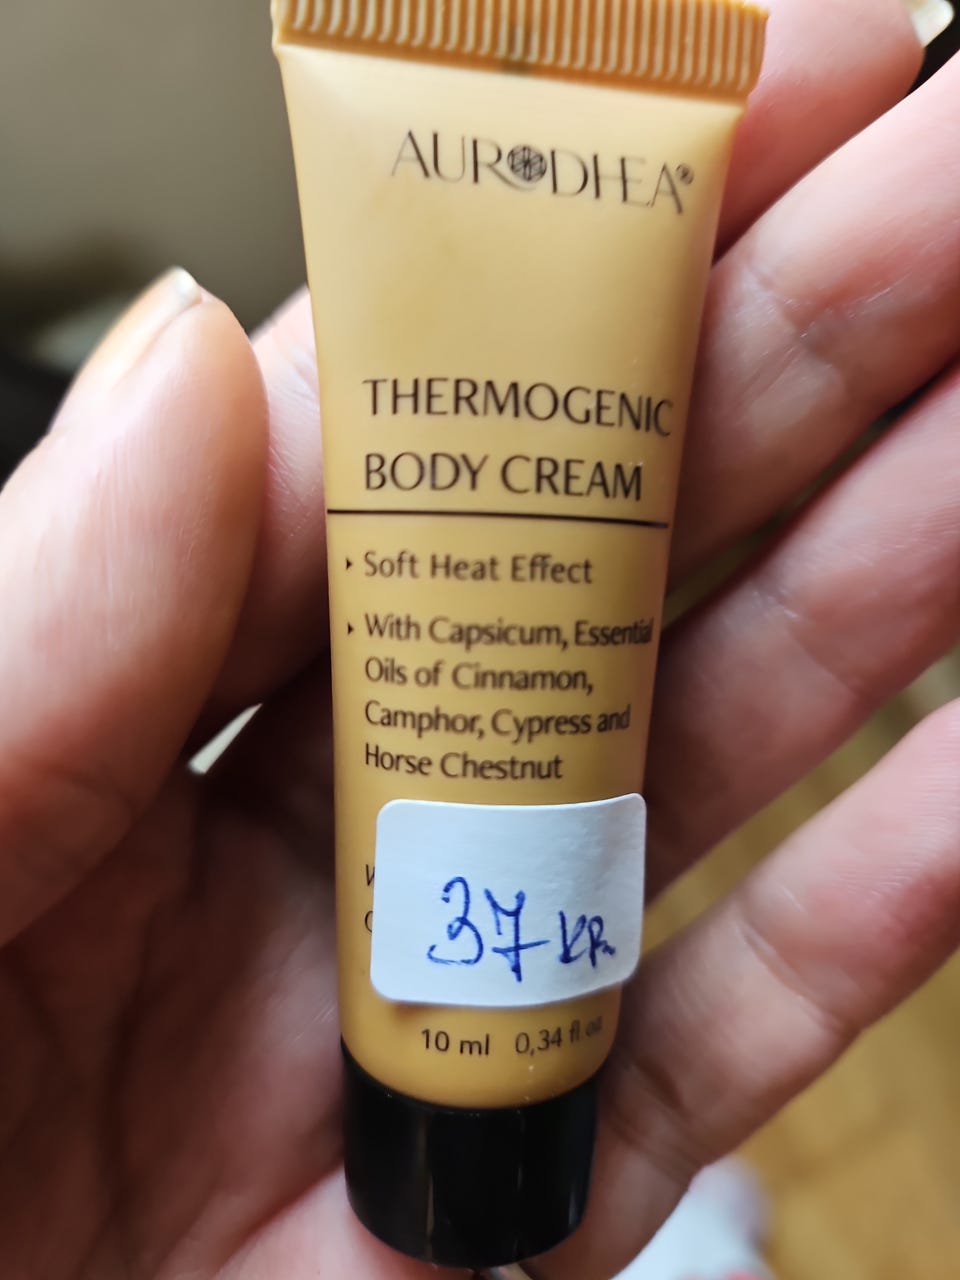 AURODHEA®
THERMOGENIC
BODY CREAM
‣ Soft Heat Effect
‣ With Capsicum, Essential
Oils of Cinnamon,
Camphor, Cypress and
Horse Chestnut
37 кр.
10 ml 0,34 fl oz